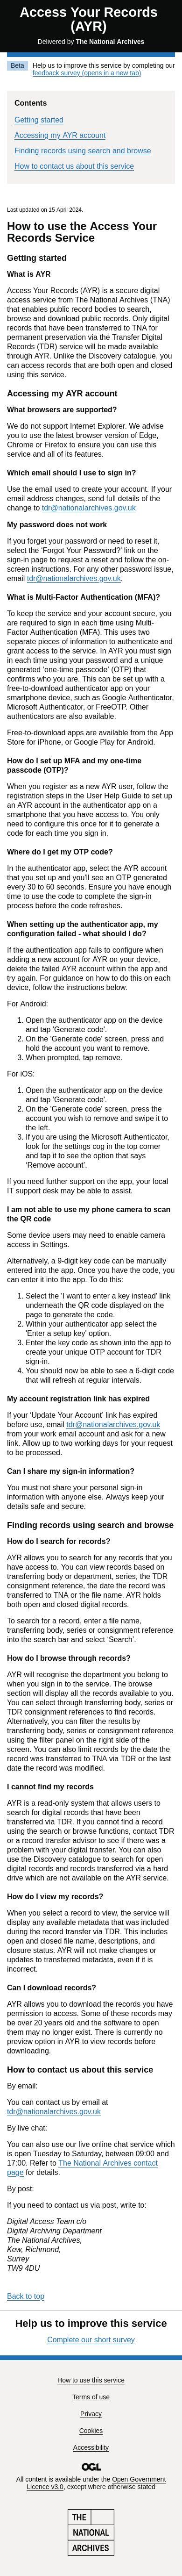 Access Your Records
(AYR)
Delivered by The National Archives
Beta
Help us to improve this service by completing our
feedback survey (opens in a new tab)
Contents
Getting started
Accessing my AYR account
Finding records using search and browse
How to contact us about this service
Last updated on 15 April 2024.
How to use the Access Your
Records Service
Getting started
What is AYR
Access Your Records (AYR) is a secure digital
access service from The National Archives (TNA)
that enables public record bodies to search,
browse and download public records. Only digital
records that have been transferred to TNA for
permanent preservation via the Transfer Digital
Records (TDR) service will be made available
through AYR. Unlike the Discovery catalogue, you
can access records that are both open and closed
using this service.
Accessing my AYR account
What browsers are supported?
We do not support Internet Explorer. We advise
you to use the latest browser version of Edge,
Chrome or Firefox to ensure you can use this
service and all of its features.
Which email should I use to sign in?
Use the email used to create your account. If your
email address changes, send full details of the
change to tdr@nationalarchives.gov.uk
My password does not work
If you forget your password or need to reset it,
select the ‘Forgot Your Password?’ link on the
sign-in page to request a reset and follow the on-
screen instructions. For any other password issue,
email tdr@nationalarchives.gov.uk.
What is Multi-Factor Authentication (MFA)?
To keep the service and your account secure, you
will need to sign in each time using Multi-
Factor Authentication (MFA). This uses two
separate pieces of information to authenticate and
to identify who you are. In AYR you must sign
in each time using your password and a unique
generated ‘one-time passcode’ (OTP) that
confirms who you are. This must be set up with a
free-to-download authenticator app on your
smartphone device, such as Google Authenticator,
Microsoft Authenticator, or FreeOTP. Other
authenticators are also available.
Free-to-download apps are available from the App
Store for iPhone, or Google Play for Android.
How do I set up MFA and my one-time
passcode (OTP)?
When you register as a new AYR user, follow the
registration steps in the User Help Guide to set up
an AYR account in the authenticator app on a
smartphone that you have access to. You only
need to configure this once for it to generate a
code for both each time you sign in.
Where do I get my OTP code?
In the authenticator app, select the AYR account
that you set up and you'll see an OTP generated
every 30 to 60 seconds. Ensure you have enough
time to use the code to complete the sign-in
process before the code refreshes.
When setting up the authenticator app, my
configuration failed - what should I do?
If the authentication app fails to configure when
adding a new account for AYR on your device,
delete the failed AYR account within the app and
try again. For guidance on how to do this on each
device, follow the instructions below.
For Android:
1. Open the authenticator app on the device
and tap 'Generate code'.
2. On the 'Generate code' screen, press and
hold the account you want to remove.
3. When prompted, tap remove.
For iOS:
1. Open the authenticator app on the device
and tap 'Generate code'.
2. On the 'Generate code' screen, press the
account you wish to remove and swipe it to
the left.
3. If you are using the Microsoft Authenticator,
look for the settings cog in the top corner
and tap it to see the option that says
'Remove account'.
If you need further support on the app, your local
IT support desk may be able to assist.
I am not able to use my phone camera to scan
the QR code
Some device users may need to enable camera
access in Settings.
Alternatively, a 9-digit key code can be manually
entered into the app. Once you have the code, you
can enter it into the app. To do this:
1. Select the 'I want to enter a key instead' link
underneath the QR code displayed on the
page to generate the code.
2. Within your authenticator app select the
'Enter a setup key' option.
3. Enter the key code as shown into the app to
create your unique OTP account for TDR
sign-in.
4. You should now be able to see a 6-digit code
that will refresh at regular intervals.
My account registration link has expired
If your ‘Update Your Account’ link has expired
before use, email tdr@nationalarchives.gov.uk
from your work email account and ask for a new
link. Allow up to two working days for your request
to be processed.
Can I share my sign-in information?
You must not share your personal sign-in
information with anyone else. Always keep your
details safe and secure.
Finding records using search and browse
How do I search for records?
AYR allows you to search for any records that you
have access to. You can view records based on
transferring body or department, series, the TDR
consignment reference, the date the record was
transferred to TNA or the file name. AYR holds
both open and closed digital records.
To search for a record, enter a file name,
transferring body, series or consignment reference
into the search bar and select ‘Search’.
How do I browse through records?
AYR will recognise the department you belong to
when you sign in to the service. The browse
section will display all the records available to you.
You can select through transferring body, series or
TDR consignment references to find records.
Alternatively, you can filter the results by
transferring body, series or consignment reference
using the filter panel on the right side of the
screen. You can also limit records by the date the
record was transferred to TNA via TDR or the last
date the record was modified.
I cannot find my records
AYR is a read-only system that allows users to
search for digital records that have been
transferred via TDR. If you cannot find a record
using the search or browse functions, contact TDR
or a record transfer advisor to see if there was a
problem with your digital transfer. You can also
use the Discovery catalogue to search for open
digital records and records transferred via a hard
drive which are not available on the AYR service.
How do I view my records?
When you select a record to view, the service will
display any available metadata that was included
during the record transfer via TDR. This includes
open and closed file name, descriptions, and
closure status. AYR will not make changes or
updates to transferred metadata, even if it is
incorrect.
Can I download records?
AYR allows you to download the records you have
permission to access. Some of these records may
be over 20 years old and the software to open
them may no longer exist. There is currently no
preview option in AYR to view records before
downloading.
How to contact us about this service
By email:
You can contact us by email at
tdr@nationalarchives.gov.uk
By live chat:
You can also use our live online chat service which
is open Tuesday to Saturday, between 09:00 and
17:00. Refer to The National Archives contact
page for details.
By post:
If you need to contact us via post, write to:
Digital Access Team c/o
Digital Archiving Department
The National Archives,
Kew, Richmond,
Surrey
TW9 4DU
Back to top
Help us to improve this service
Complete our short survey
How to use this service
Terms of use
Privacy
Cookies
Accessibility
OGL
All content is available under the Open Government
Licence v3.0, except where otherwise stated
THE
NATIONAL
ARCHIVES